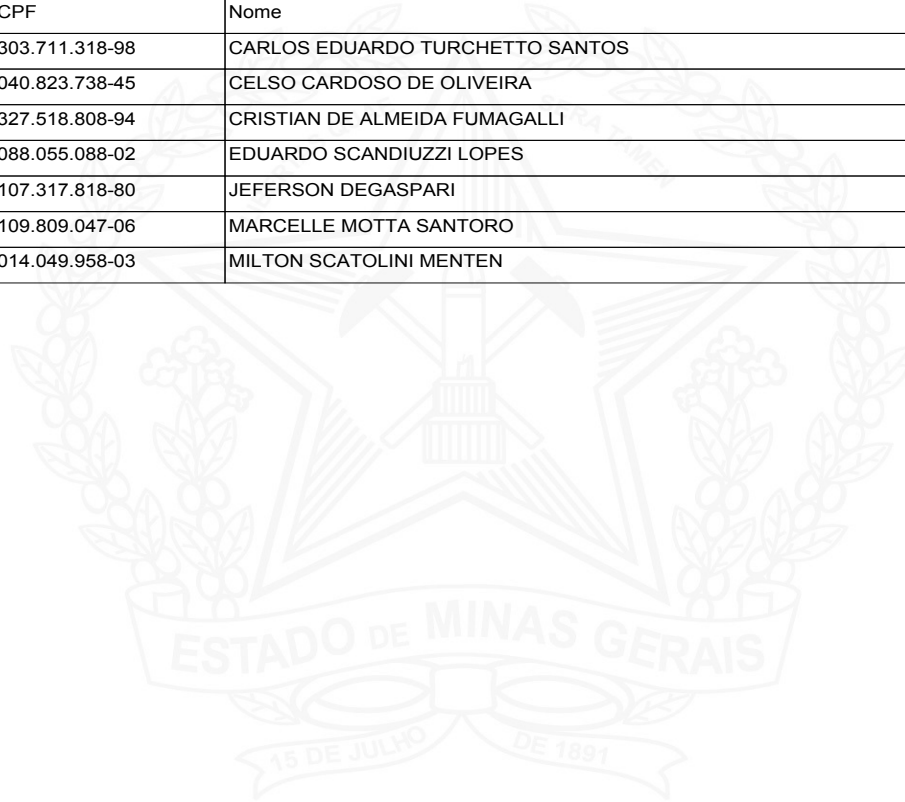 CPF Nome
303.711.318-98 CARLOS EDUARDO TURCHETTO SANTOS
040.823.738-45 CELSO CARDOSO DE OLIVEIRA
327.518.808-94 CRISTIAN DE ALMEIDA FUMAGALLI
088.055.088-02 EDUARDO SCANDIUZZI LOPES
107.317.818-80 JEFERSON DEGASPARI
109.809.047-06 MARCELLE MOTTA SANTORO
014.049.958-03 MILTON SCATOLINI MENTEN
SERA TAMEN
ESTADO DE MINAS GERAIS
15 DE JULHO DE 1891